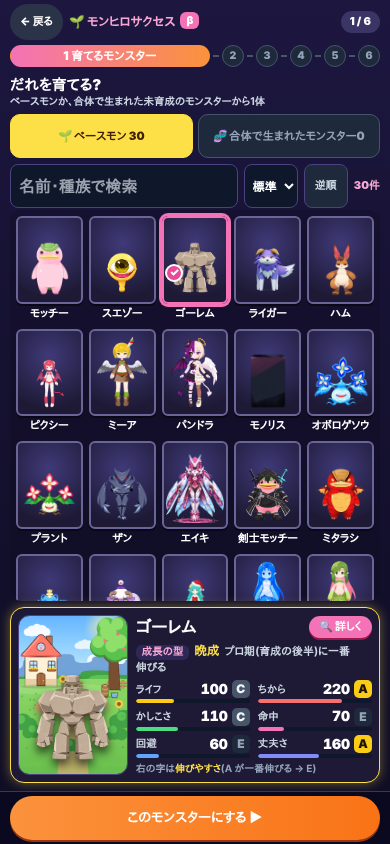 ← 戻る 🌱 モンヒロサクセス β 1 / 6
1 育てるモンスター 2 3 4 5 6
だれを育てる?
ベースモンか、合体で生まれた未育成のモンスターから1体
🌱 ベースモン 30 🧬 合体で生まれたモンスター 0
名前・種族で検索 標準 逆順 30件
モッチー スエゾー ゴーレム ライガー ハム
ピクシー ミーア パンドラ モノリス オボロゲソウ
プラント ザン エイキ 剣士モッチー ミタラシ
ゴーレム 🔍 詳しく
成長の型 晩成 プロ期(育成の後半)に一番
伸びる
ライフ 100 C ちから 220 A
かしこさ 110 C 命中 70 E
回避 60 E 丈夫さ 160 A
右の字は伸びやすさ(A が一番伸びる → E)
このモンスターにする ▶